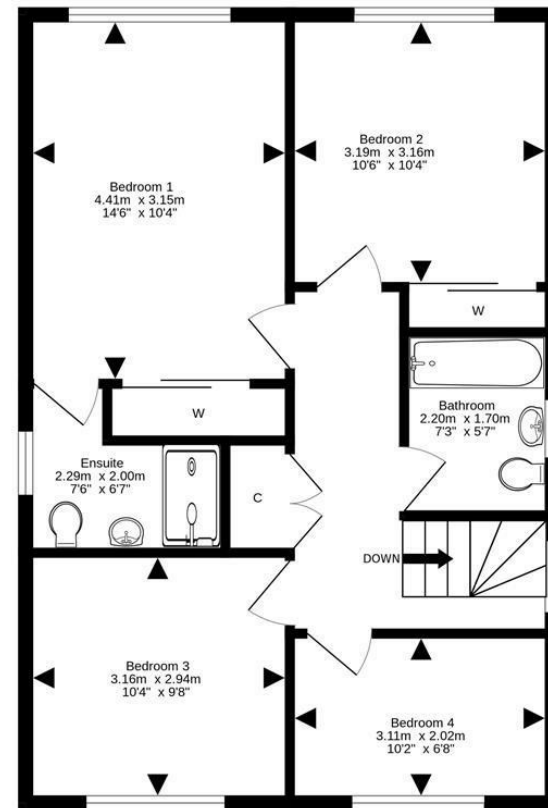 Bedroom 1
4.41m x 3.15m
14'6" x 10'4"
Bedroom 2
3.19m x 3.16m
10'6" x 10'4"
W
W
Bathroom
2.20m x 1.70m
7'3" x 5'7"
Ensuite
2.29m x 2.00m
7'6" x 6'7"
C
DOWN
Bedroom 3
3.16m x 2.94m
10'4" x 9'8"
Bedroom 4
3.11m x 2.02m
10'2" x 6'8"